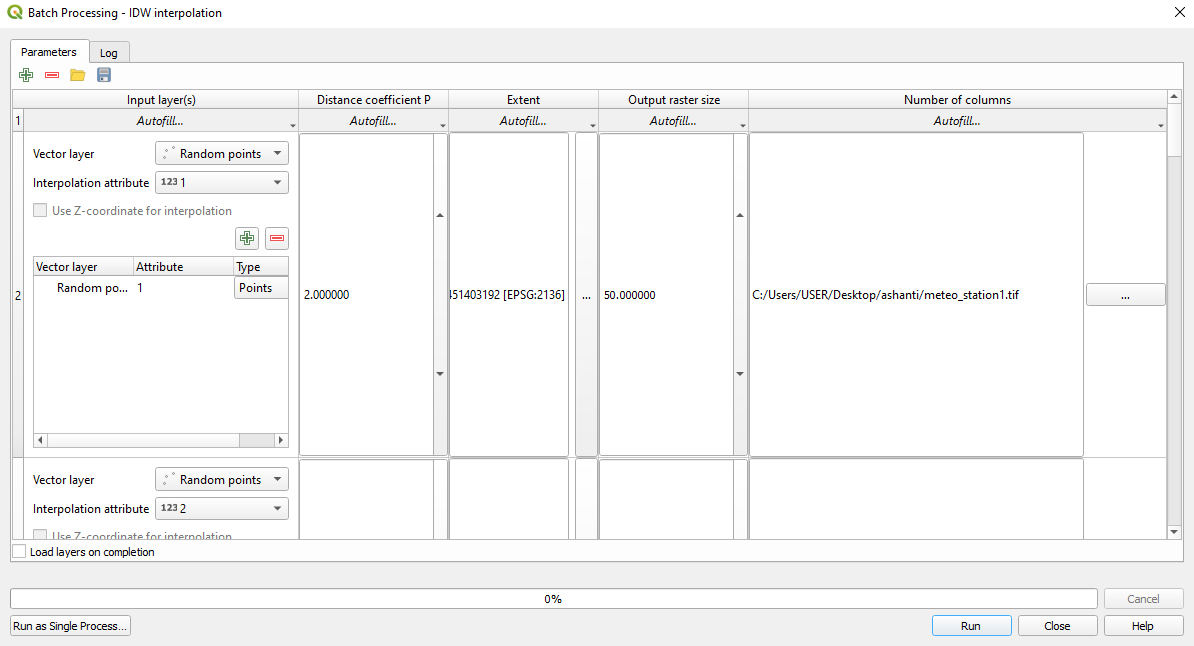 Batch Processing - IDW interpolation
Parameters
Log
Input layer(s)
Distance coefficient P
Extent
Output raster size
Number of columns
1
Autofill...
Autofill...
Autofill...
Autofill...
Autofill...
2
Vector layer
Random points
Interpolation attribute
123 1
Use Z-coordinate for interpolation
Vector layer
Attribute
Type
Random po...
1
Points
2.000000
451403192 [EPSG:2136]
...
50.000000
C:/Users/USER/Desktop/ashanti/meteo_station1.tif
...
Vector layer
Random points
Interpolation attribute
123 2
Use Z-coordinate for interpolation
Load layers on completion
0%
Cancel
Run as Single Process...
Run
Close
Help